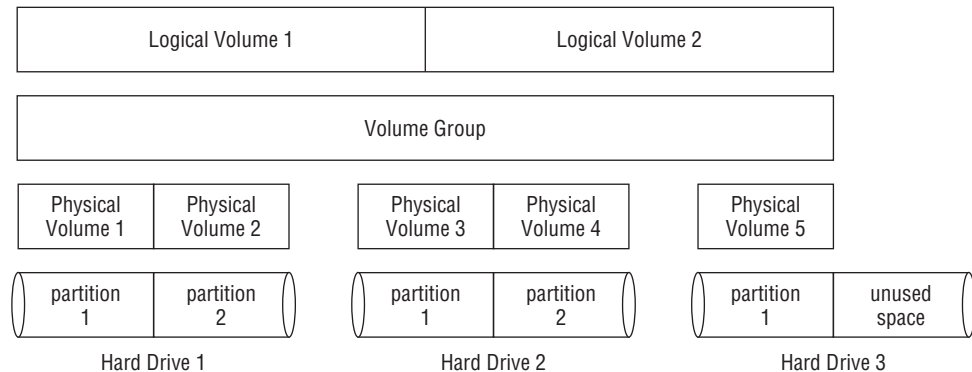 Logical Volume 1
Logical Volume 2
Volume Group
Physical
Volume 1
Physical
Volume 2
Physical
Volume 3
Physical
Volume 4
Physical
Volume 5
partition
1
partition
2
partition
1
partition
2
partition
1
unused
space
Hard Drive 1
Hard Drive 2
Hard Drive 3